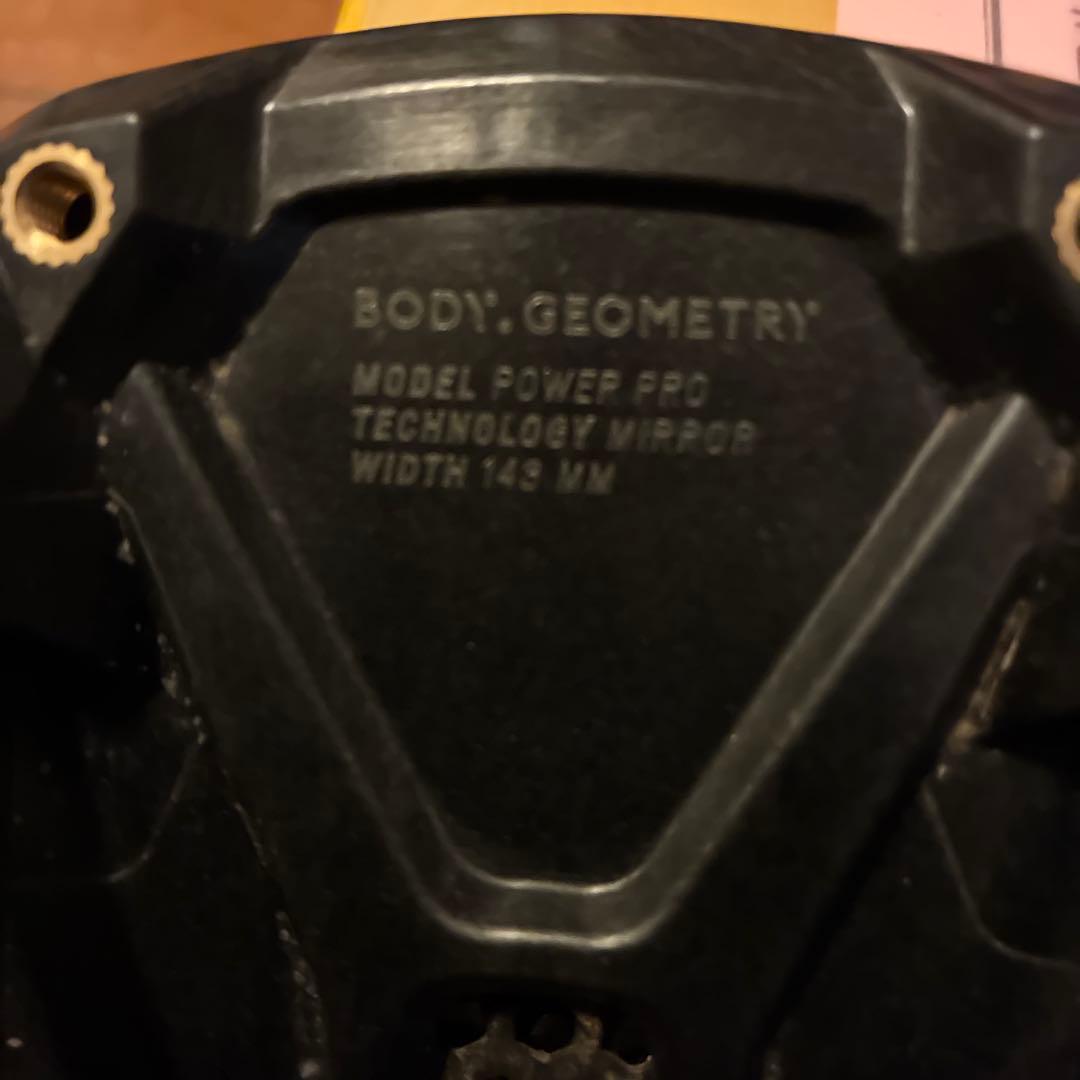 BODY.GEOMETRY
MODEL POWER PRO
TECHNOLOGY MIRROR
WIDTH 143 MM